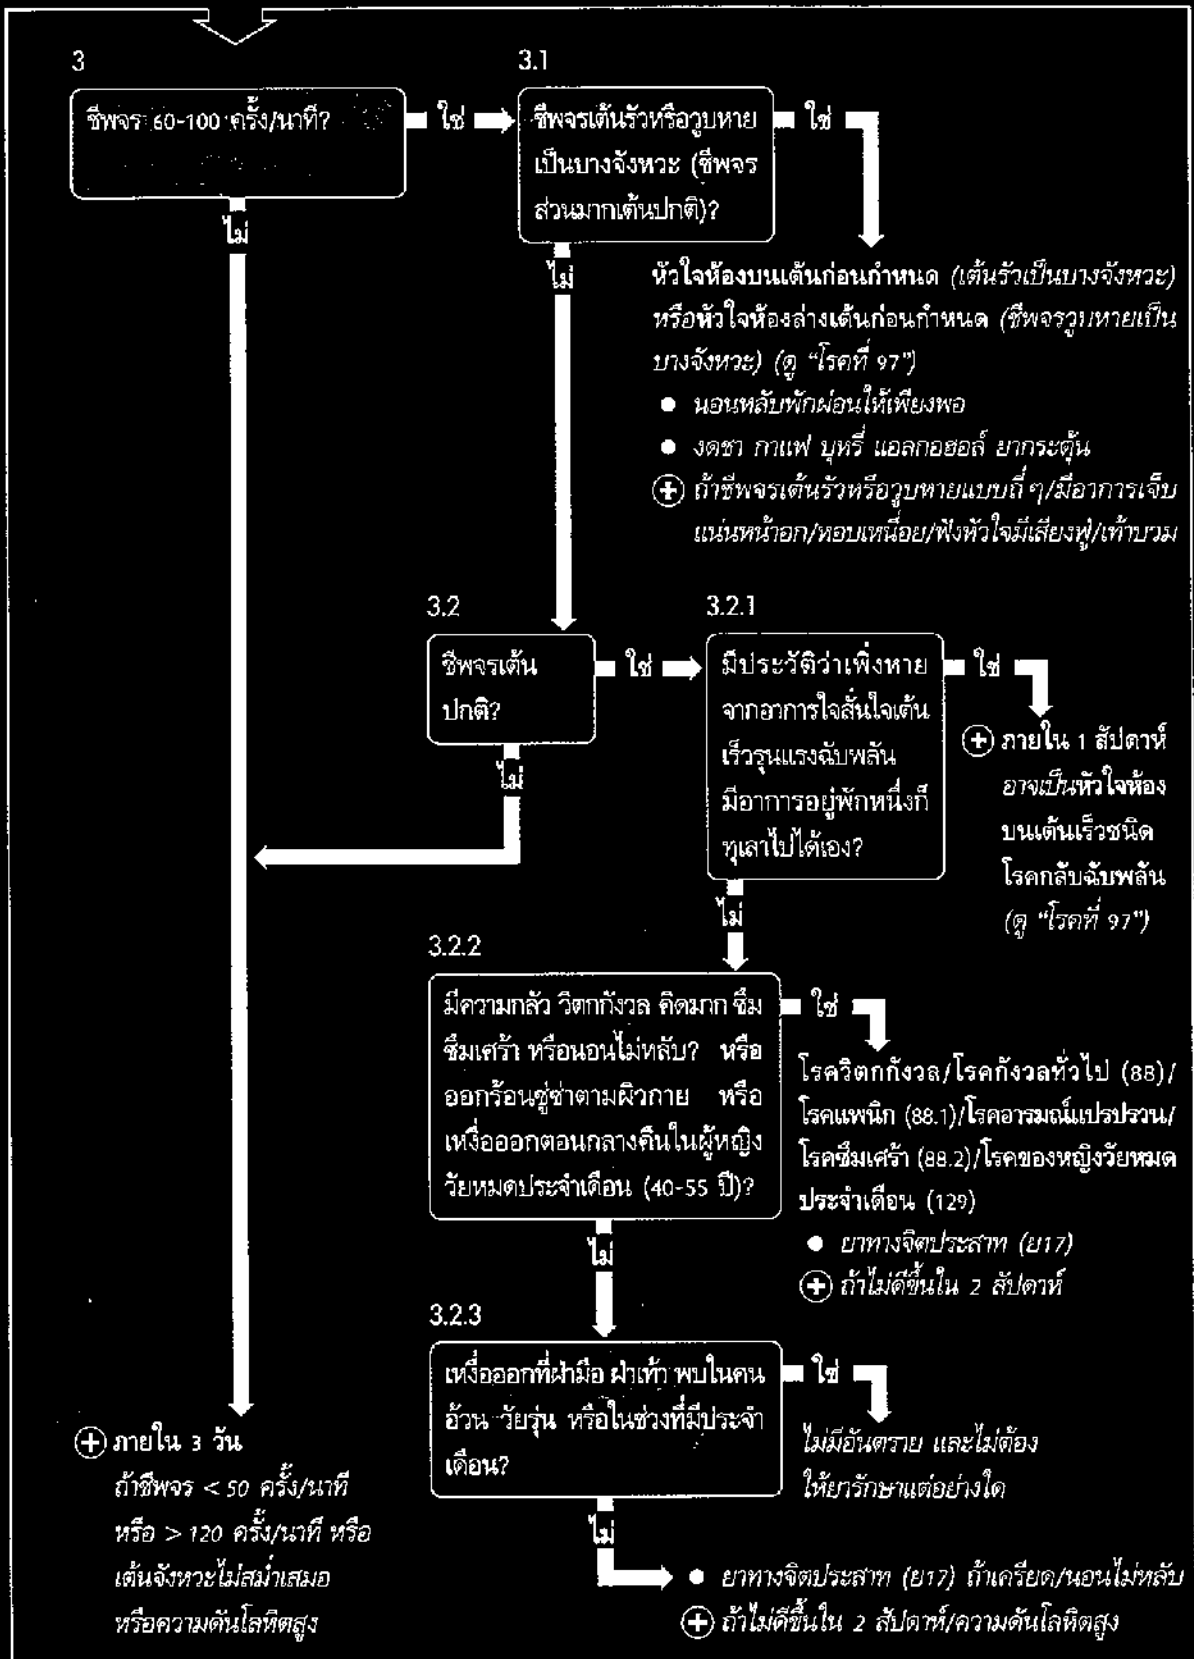 3
ชีพจร 60-100 ครั้ง/นาที?
ใช่
ไม่
3.1
ชีพจรเต้นรัวหรือวูบหาย
เป็นบางจังหวะ (ชีพจร
ส่วนมากเต้นปกติ)?
ใช่
ไม่
หัวใจห้องบนเต้นก่อนกำหนด (เต้นรัวเป็นบางจังหวะ)
หรือหัวใจห้องล่างเต้นก่อนกำหนด (ชีพจรวูบหายเป็น
บางจังหวะ) (ดู "โรคที่ 97")
● นอนหลับพักผ่อนให้เพียงพอ
● งดชา กาแฟ บุหรี่ แอลกอฮอล์ ยากระตุ้น
⊕ ถ้าชีพจรเต้นรัวหรือวูบหายแบบถี่ ๆ/มีอาการเจ็บ
แน่นหน้าอก/หอบเหนื่อย/ฟังหัวใจมีเสียงฟู่/เท้าบวม
3.2
ชีพจรเต้น
ปกติ?
ใช่
ไม่
3.2.1
มีประวัติว่าเพิ่งหาย
จากอาการใจสั่นใจเต้น
เร็วรุนแรงฉับพลัน
มีอาการอยู่พักหนึ่งก็
ทุเลาไปได้เอง?
ใช่
ไม่
⊕ ภายใน 1 สัปดาห์
อาจเป็นหัวใจห้อง
บนเต้นเร็วชนิด
โรคกลับฉับพลัน
(ดู "โรคที่ 97")
3.2.2
มีความกลัว วิตกกังวล คิดมาก ซึม
ซึมเศร้า หรือนอนไม่หลับ? หรือ
ออกร้อนซู่ซ่าตามผิวกาย หรือ
เหงื่อออกตอนกลางคืนในผู้หญิง
วัยหมดประจำเดือน (40-55 ปี)?
ใช่
ไม่
โรควิตกกังวล/โรคกังวลทั่วไป (88)/
โรคแพนิก (88.1)/โรคอารมณ์แปรปรวน/
โรคซึมเศร้า (88.2)/โรคของหญิงวัยหมด
ประจำเดือน (129)
● ยาทางจิตประสาท (ย17)
⊕ ถ้าไม่ดีขึ้นใน 2 สัปดาห์
3.2.3
เหงื่อออกที่ฝ่ามือ ฝ่าเท้า พบในคน
อ้วน วัยรุ่น หรือในช่วงที่มีประจำ
เดือน?
ใช่
ไม่
ไม่มีอันตราย และไม่ต้อง
ให้ยารักษาแต่อย่างใด
● ยาทางจิตประสาท (ย17) ถ้าเครียด/นอนไม่หลับ
⊕ ถ้าไม่ดีขึ้นใน 2 สัปดาห์/ความดันโลหิตสูง
⊕ ภายใน 3 วัน
ถ้าชีพจร < 50 ครั้ง/นาที
หรือ > 120 ครั้ง/นาที หรือ
เต้นจังหวะไม่สม่ำเสมอ
หรือความดันโลหิตสูง